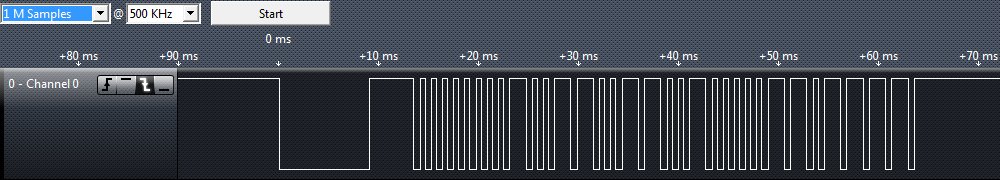 1 M Samples @ 500 KHz Start
0 ms
+80 ms +90 ms +10 ms +20 ms +30 ms +40 ms +50 ms +60 ms +70 ms
0 - Channel 0